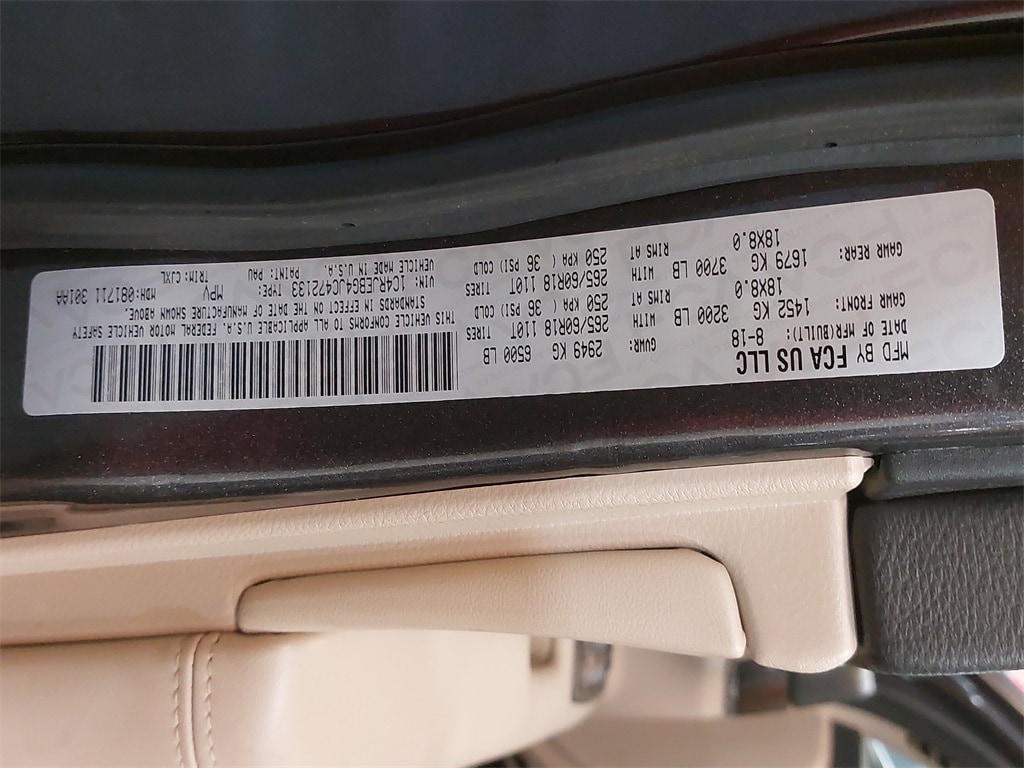 MFD BY FCA US LLC
DATE OF MFR(BUILT): 8-18
GVWR:
2949 KG 6500 LB
GAWR FRONT:
1452 KG 3200 LB
WITH
265/60R18 110T TIRES
18X8.0
RIMS AT
250 KPA ( 36 PSI) COLD
GAWR REAR:
1679 KG 3700 LB
WITH
265/60R18 110T TIRES
18X8.0
RIMS AT
250 KPA ( 36 PSI) COLD
THIS VEHICLE CONFORMS TO ALL APPLICABLE U.S.A. FEDERAL MOTOR VEHICLE SAFETY
STANDARDS IN EFFECT ON THE DATE OF MANUFACTURE SHOWN ABOVE.
VIN: 1C4RJEBG4JC472133 TYPE: MPV MDH:081711 301AA
VEHICLE MADE IN U.S.A. PAINT: PAU TRIM:CJXL